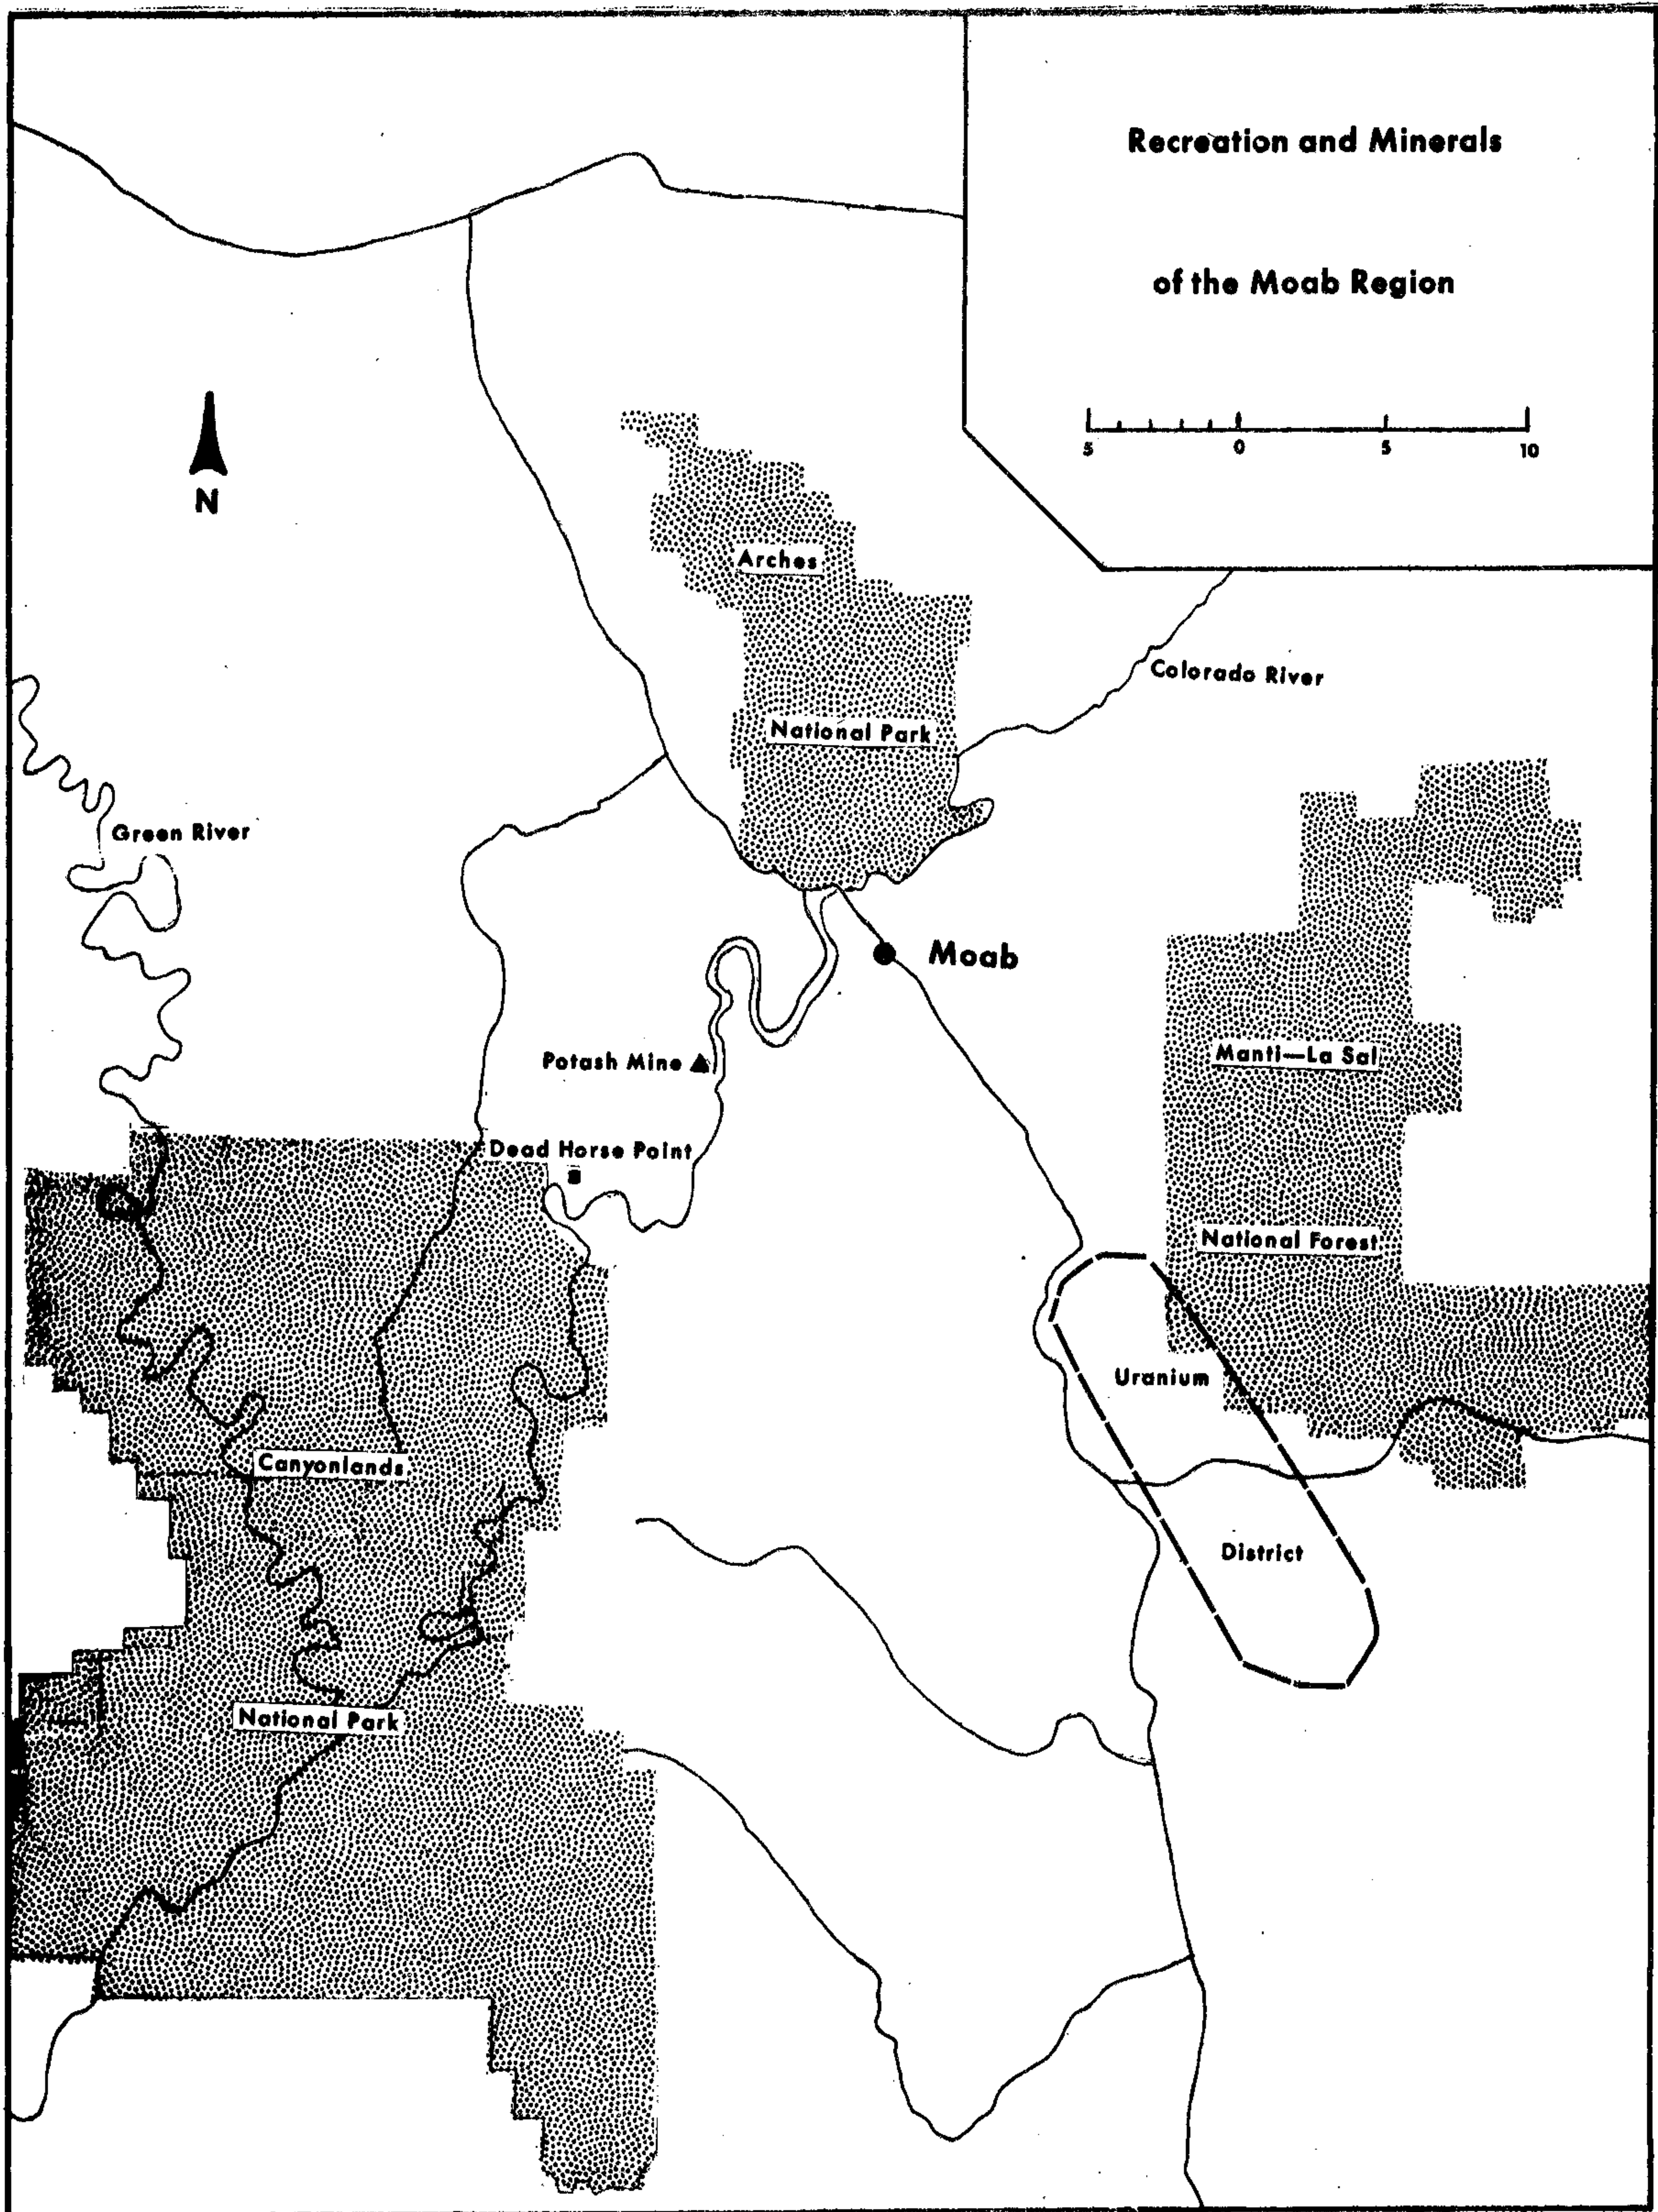 Recreation and Minerals
of the Moab Region
5 0 5 10
N
Arches
Colorado River
National Park
Green River
Moab
Potash Mine
Manti—La Sal
Dead Horse Point
National Forest
Uranium
Canyonlands
District
National Park